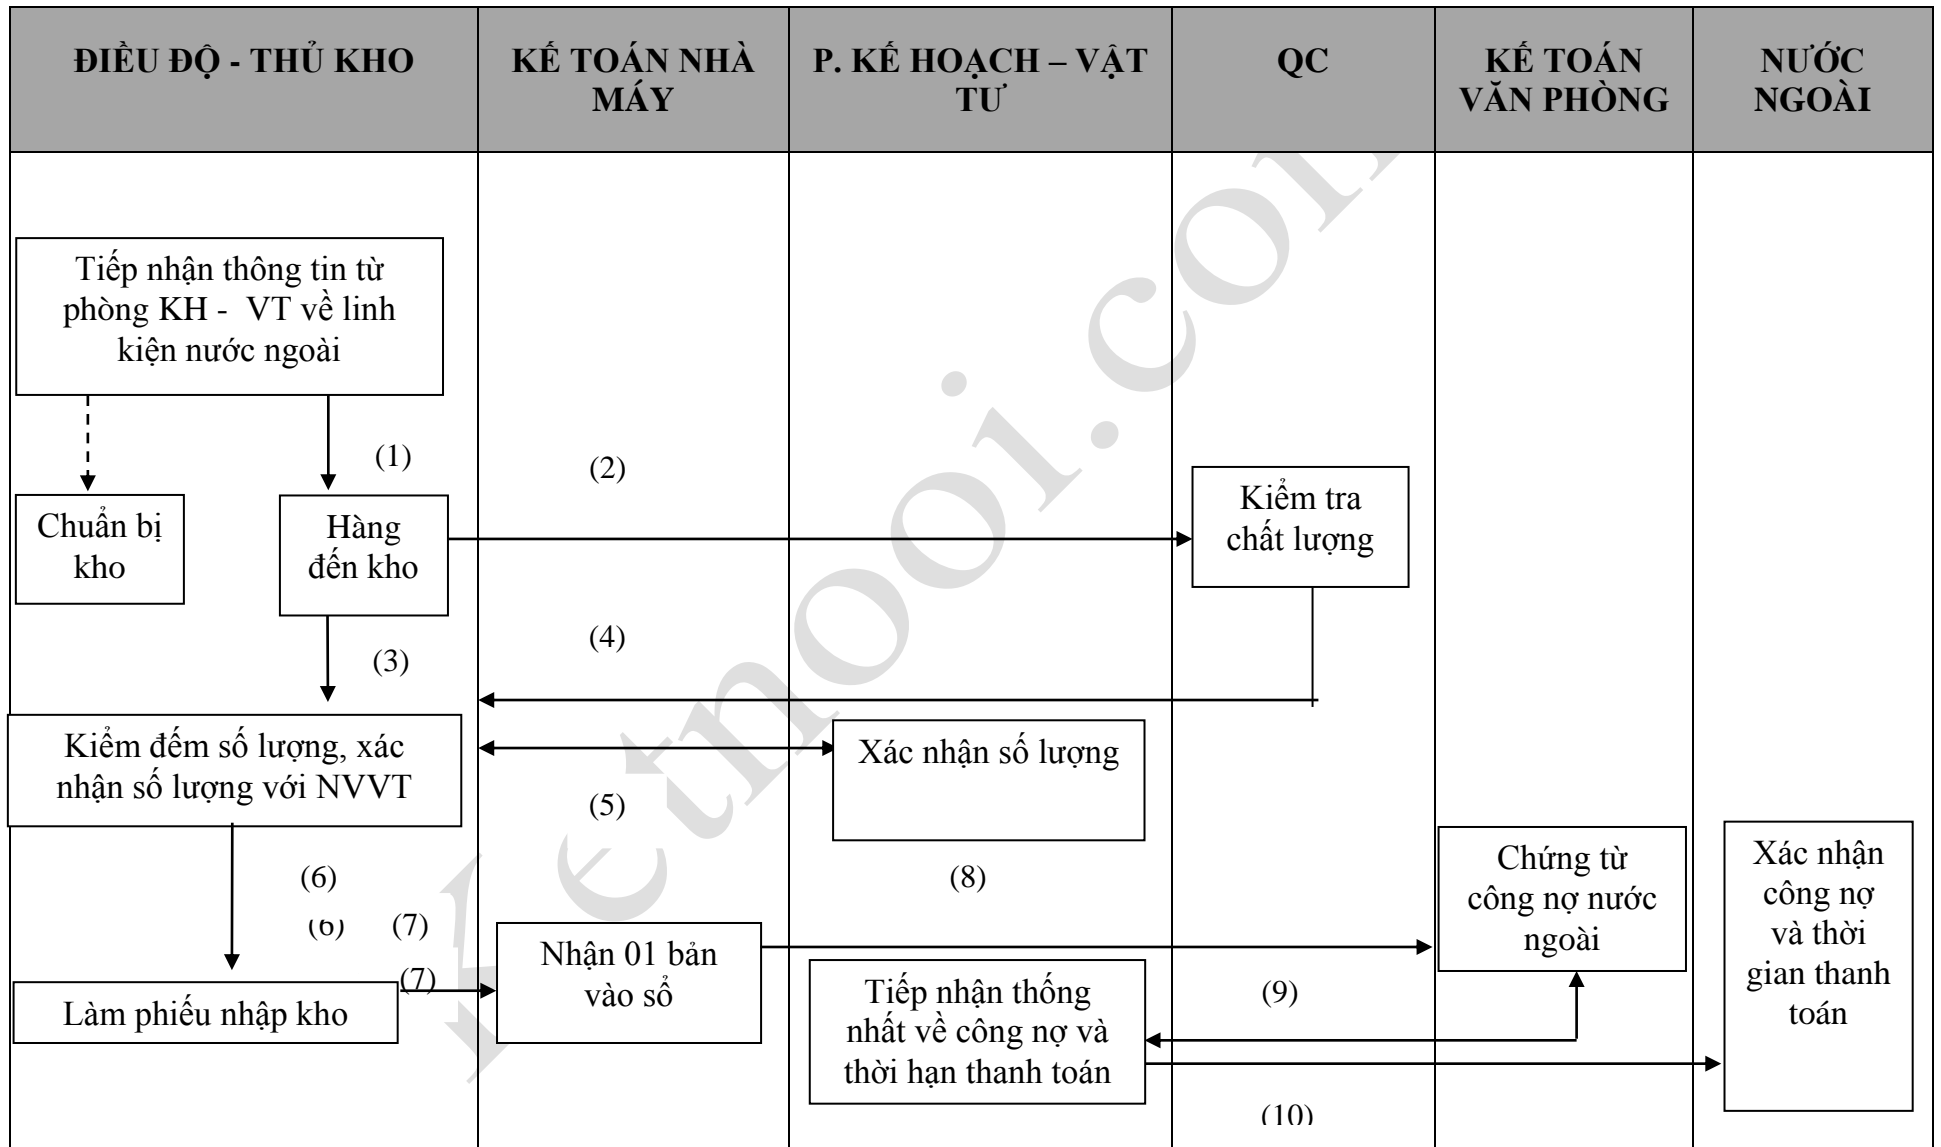 ĐIỀU ĐỘ - THỦ KHO
KẾ TOÁN NHÀ
MÁY
P. KẾ HOẠCH – VẬT
TƯ
QC
KẾ TOÁN
VĂN PHÒNG
NƯỚC
NGOÀI
Tiếp nhận thông tin từ
phòng KH - VT về linh
kiện nước ngoài
(1)
(2)
Chuẩn bị
kho
Hàng
đến kho
Kiểm tra
chất lượng
(3)
(4)
Kiểm đếm số lượng, xác
nhận số lượng với NVVT
Xác nhận số lượng
(5)
(6)
(8)
(6)
(7)
(7)
Làm phiếu nhập kho
Nhận 01 bản
vào sổ
Tiếp nhận thống
nhất về công nợ và
thời hạn thanh toán
(9)
(10)
Chứng từ
công nợ nước
ngoài
Xác nhận
công nợ
và thời
gian thanh
toán
Ketnooi.com